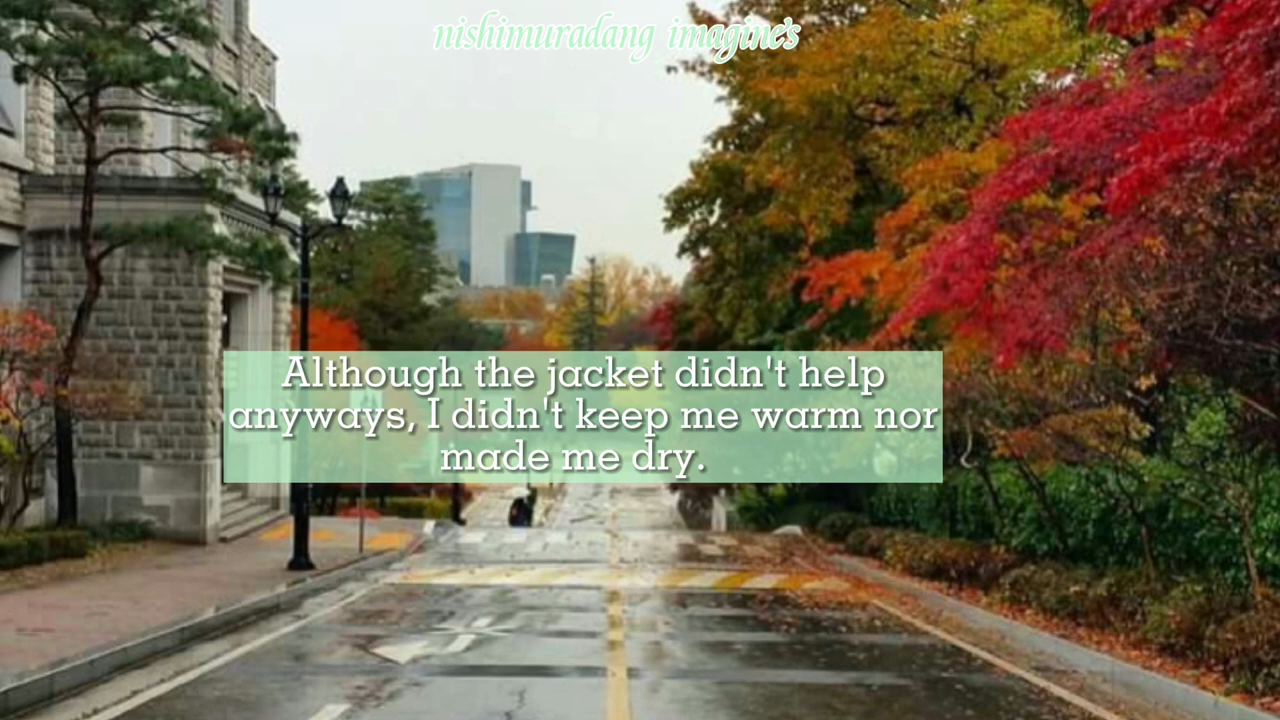 nishimuradang imagine's
Although the jacket didn't help
anyways, I didn't keep me warm nor
made me dry.